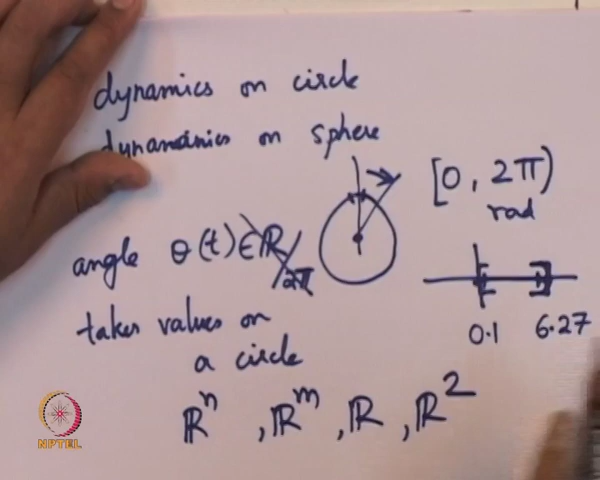 dynamics on circle
dynamanics on sphere
[0, 2π)
rad
angle θ(t) ∈ ℝ/2π
takes values on
a circle
0.1 6.27
ℝⁿ, ℝᵐ, ℝ, ℝ²
NPTEL